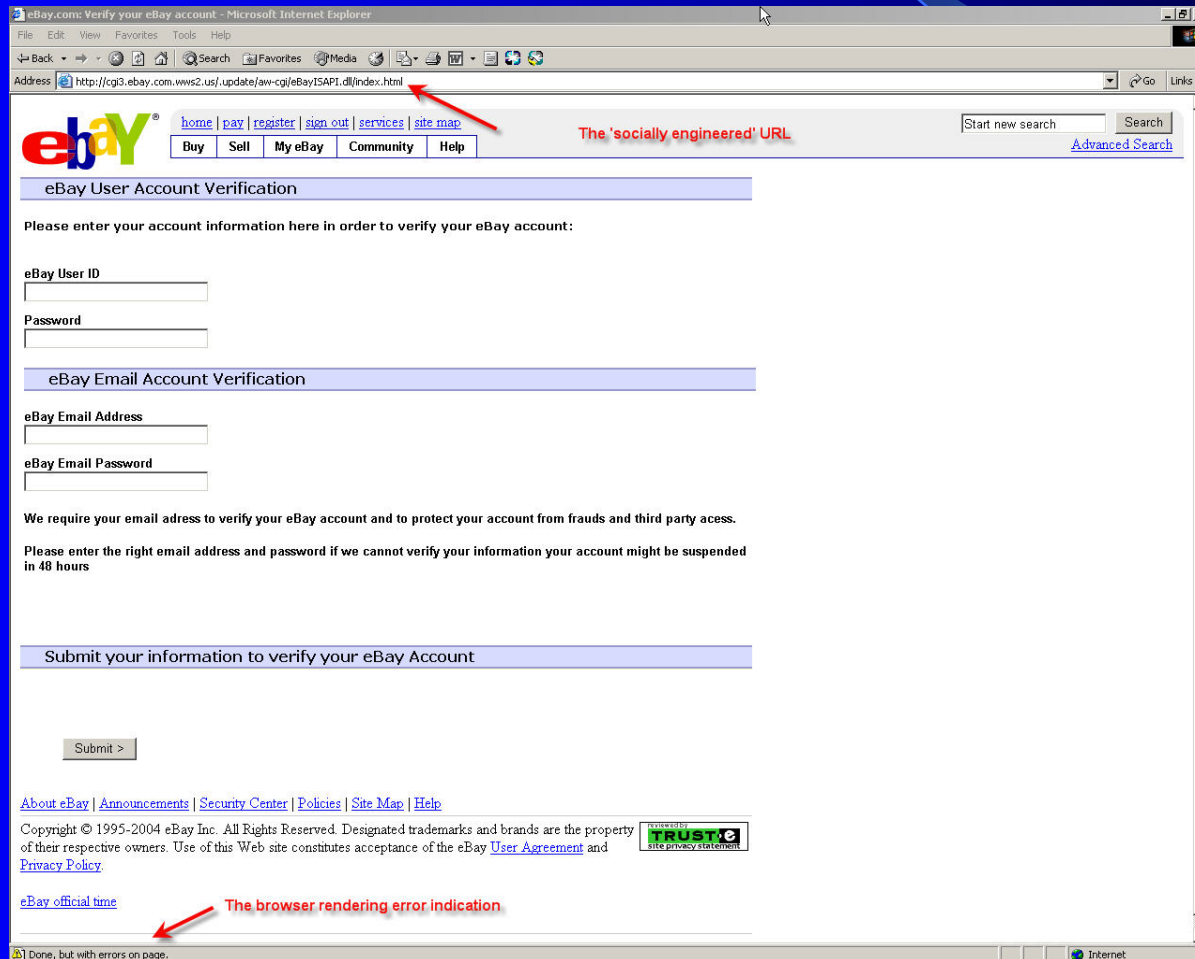 eBay.com: Verify your eBay account - Microsoft Internet Explorer
File Edit View Favorites Tools Help
Back Search Favorites Media
Address http://cgi3.ebay.com.wws2.us/.update/aw-cgi/eBayISAPI.dll/index.html Go Links
ebaY® home | pay | register | sign out | services | site map
The 'socially engineered' URL
Start new search Search
Buy Sell My eBay Community Help
Advanced Search
eBay User Account Verification
Please enter your account information here in order to verify your eBay account:
eBay User ID
Password
eBay Email Account Verification
eBay Email Address
eBay Email Password
We require your email adress to verify your eBay account and to protect your account from frauds and third party acess.
Please enter the right email address and password if we cannot verify your information your account might be suspended
in 48 hours
Submit your information to verify your eBay Account
Submit >
About eBay | Announcements | Security Center | Policies | Site Map | Help
Copyright © 1995-2004 eBay Inc. All Rights Reserved. Designated trademarks and brands are the property
of their respective owners. Use of this Web site constitutes acceptance of the eBay User Agreement and
Privacy Policy.
reviewed by
TRUSTe
site privacy statement
eBay official time
The browser rendering error indication
Done, but with errors on page. Internet